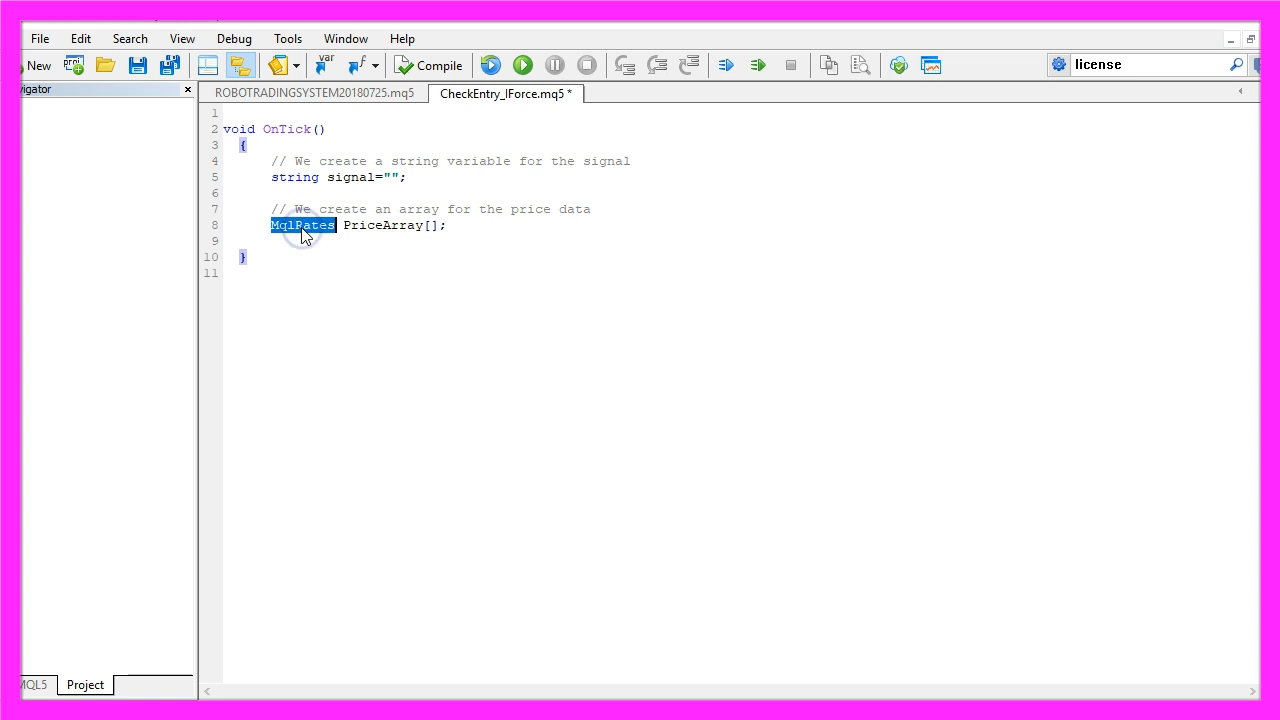 File Edit Search View Debug Tools Window Help
New Compile license
vigator
ROBOTRADINGSYSTEM20180725.mq5 CheckEntry_IForce.mq5 *
1
2 void OnTick()
3 {
4 // We create a string variable for the signal
5 string signal="";
6
7 // We create an array for the price data
8 MqlRates PriceArray[];
9
10 }
11
MQL5 Project